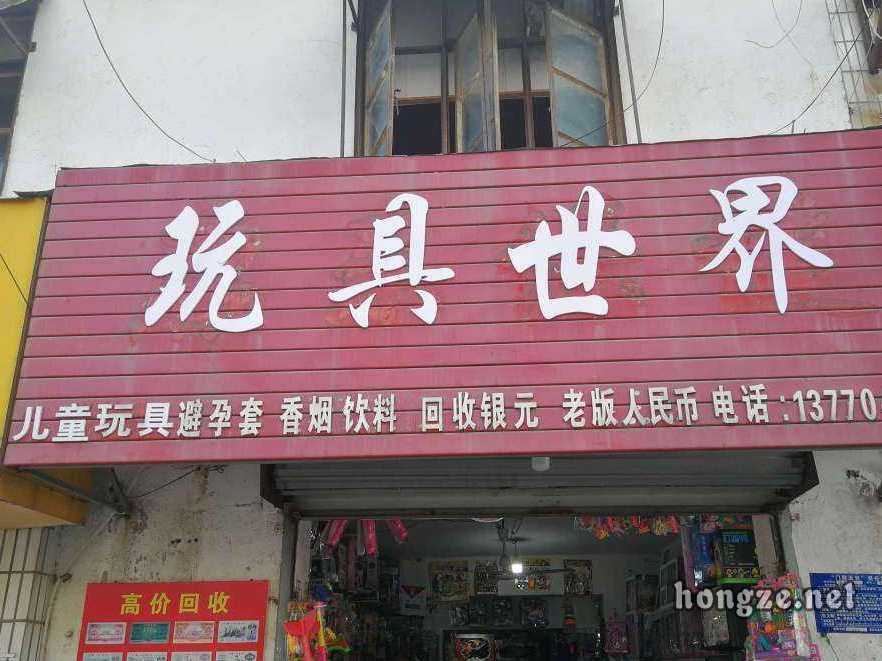 玩具世界
儿童玩具避孕套 香烟 饮料 回收银元 老版人民币 电话:13770
高价回收
hongze.net